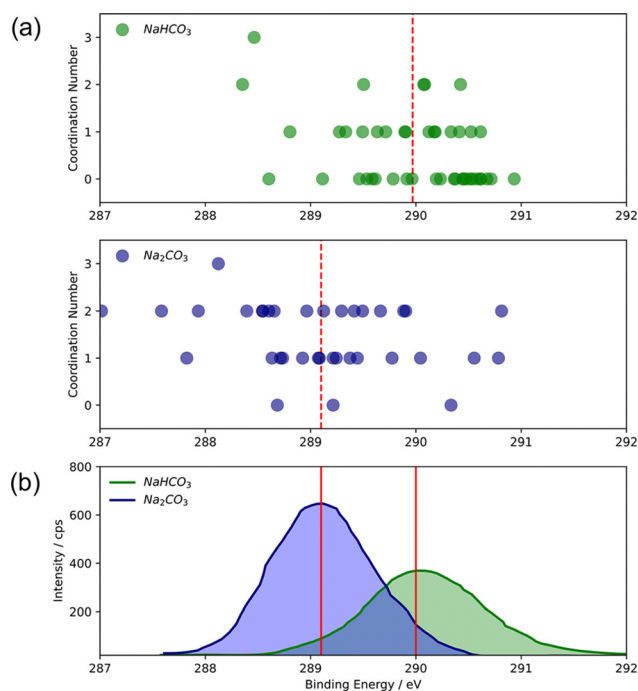 (a)
NaHCO₃
Coordination Number
3
2
1
0
287 288 289 290 291 292
Na₂CO₃
Coordination Number
3
2
1
0
287 288 289 290 291 292
(b)
NaHCO₃
Na₂CO₃
Intensity / cps
800
600
400
200
287 288 289 290 291 292
Binding Energy / eV